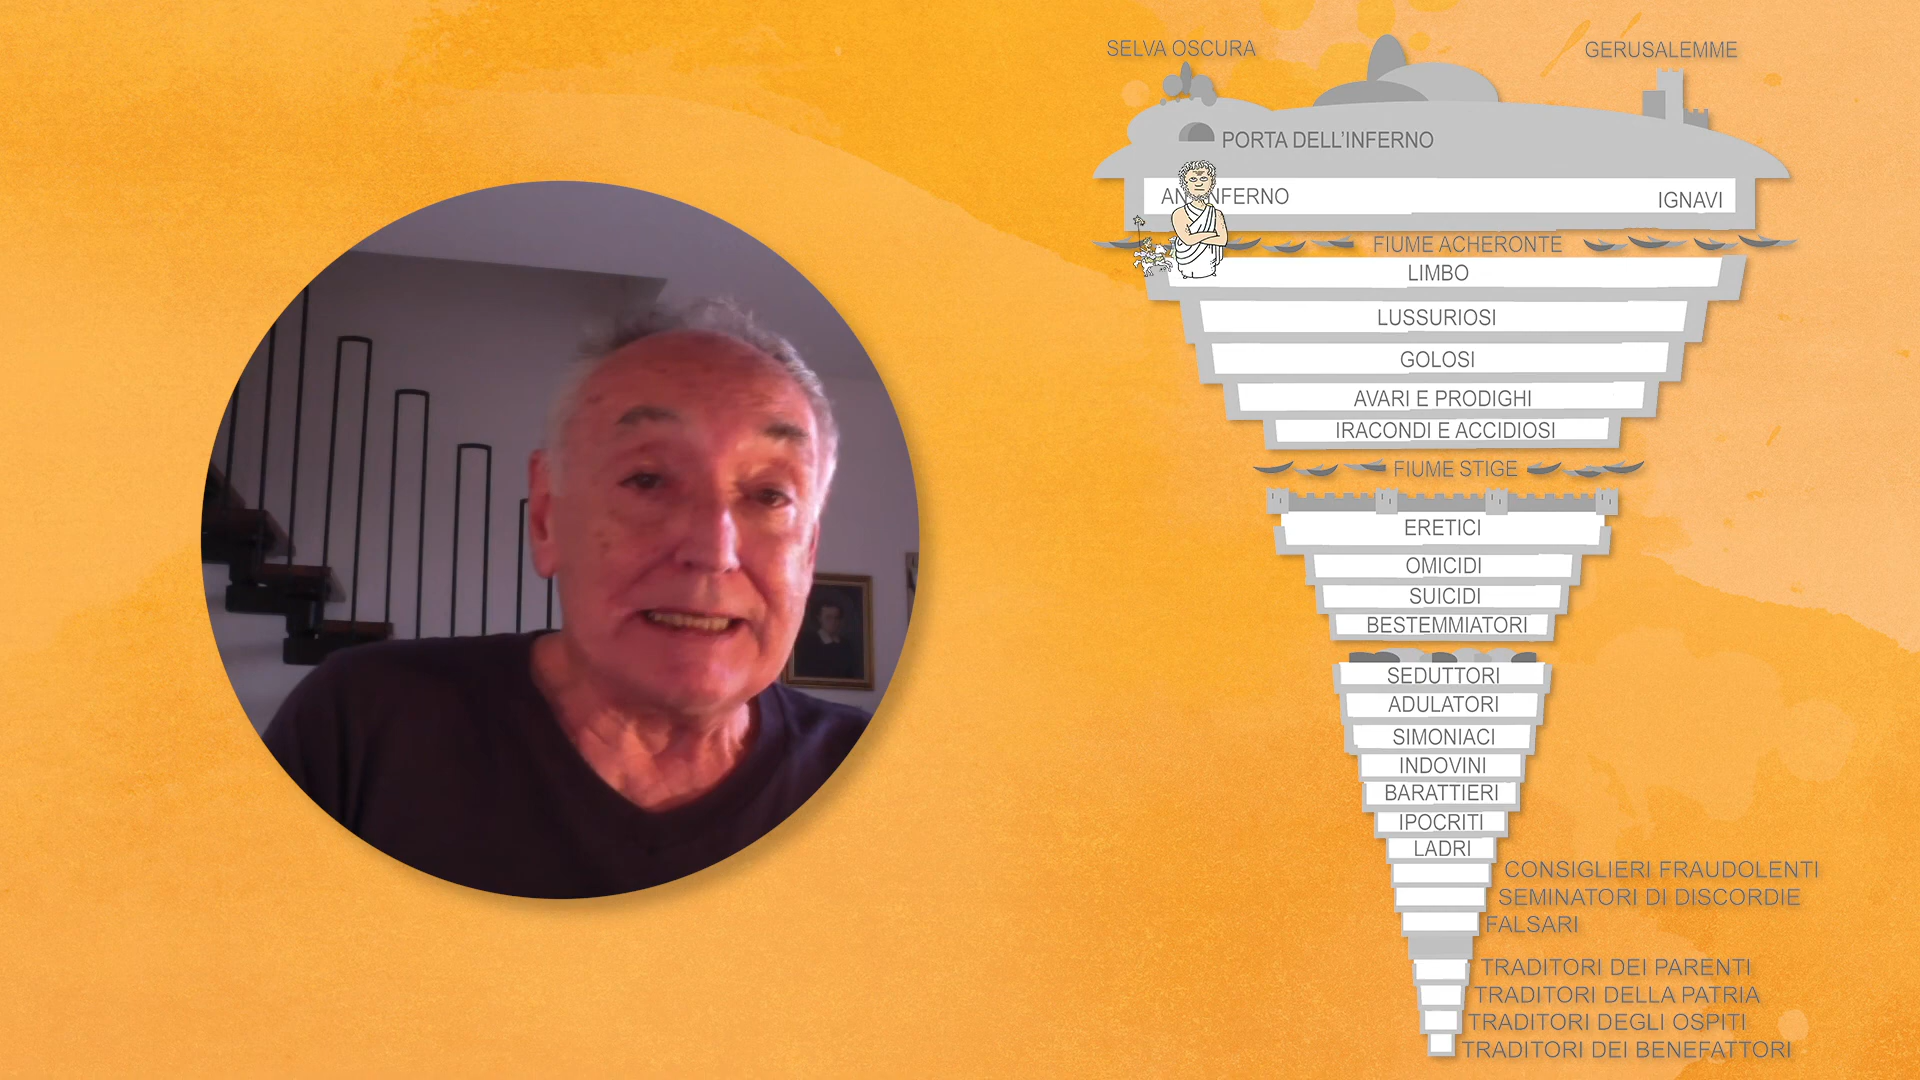 SELVA OSCURA
GERUSALEMME
PORTA DELL'INFERNO
IGNAVI
FIUME ACHERONTE
LIMBO
LUSSURIOSI
GOLOSI
AVARI E PRODIGHI
IRACONDI E ACCIDIOSI
FIUME STIGE
ERETICI
OMICIDI
SUICIDI
BESTEMMIATORI
SEDUTTORI
ADULATORI
SIMONIACI
INDOVINI
BARATTIERI
IPOCRITI
LADRI
CONSIGLIERI FRAUDOLENTI
SEMINATORI DI DISCORDIE
FALSARI
TRADITORI DEI PARENTI
TRADITORI DELLA PATRIA
TRADITORI DEGLI OSPITI
TRADITORI DEI BENEFATTORI